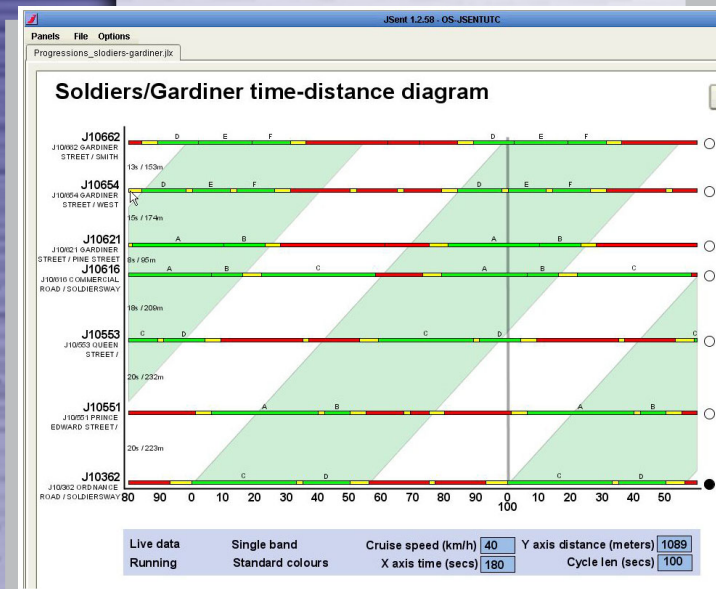 JSent 1.2.58 - OS-JSENTUTC
Panels File Options
Progressions_slodiers-gardiner.jlx
Soldiers/Gardiner time-distance diagram
J10662
J10/662 GARDINER
STREET / SMITH
D E F D E F
13s / 153m
J10654
J10/654 GARDINER
STREET / WEST
D E F D E F
15s / 174m
J10621
J10/621 GARDINER
STREET / PINE STREET
A B A B
8s / 95m
J10616
J10/616 COMMERCIAL
ROAD / SOLDIERSWAY
A B C A B C
18s / 209m
J10553
J10/553 QUEEN
STREET /
C D C D C
20s / 232m
J10551
J10/551 PRINCE
EDWARD STREET/
A B A B
20s / 223m
J10362
J10/362 ORDNANCE
ROAD / SOLDIERSWAY
C D C D
80 90 0 10 20 30 40 50 60 70 80 90 0 10 20 30 40 50
100
Live data Single band Cruise speed (km/h) 40 Y axis distance (meters) 1089
Running Standard colours X axis time (secs) 180 Cycle len (secs) 100